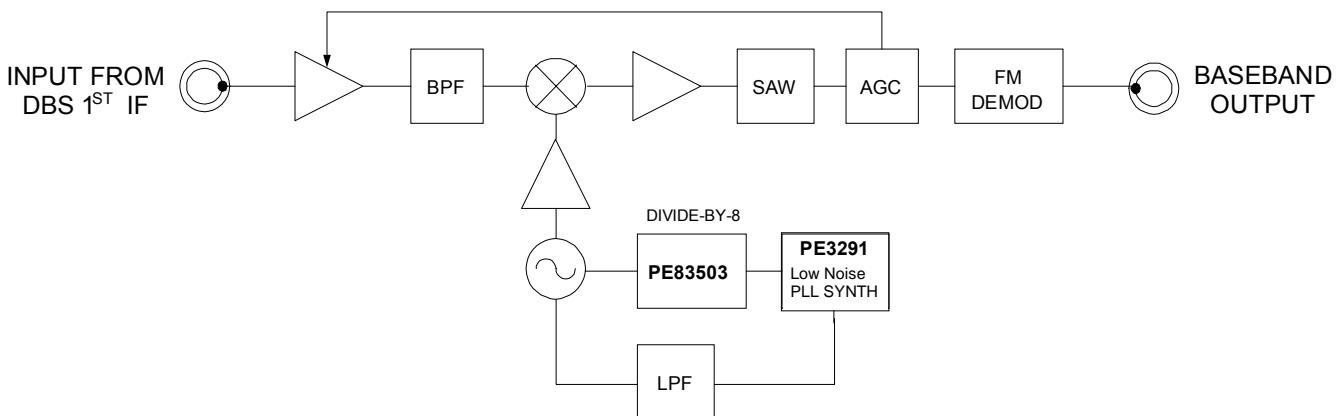 INPUT FROM
DBS 1ST IF
BPF
SAW
AGC
FM
DEMOD
BASEBAND
OUTPUT
DIVIDE-BY-8
PE83503
PE3291
Low Noise
PLL SYNTH
LPF